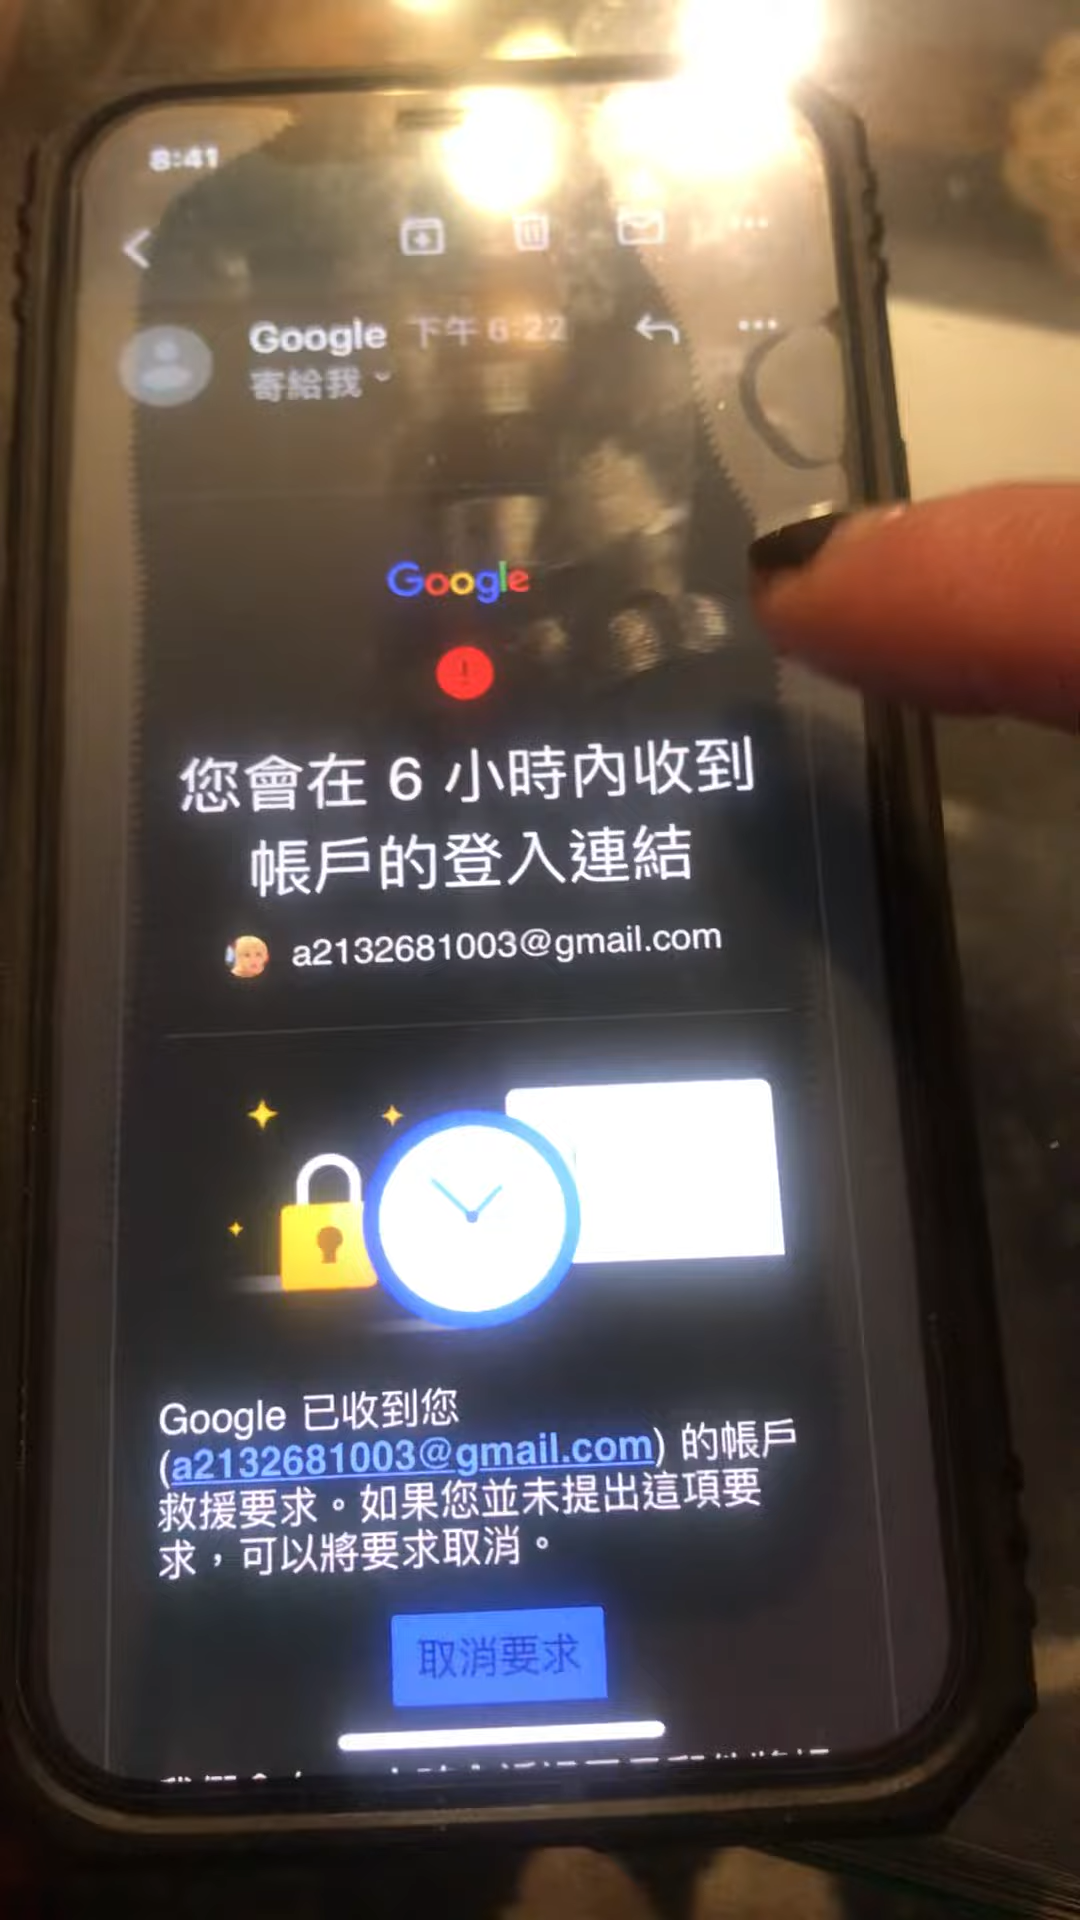 8:41
Google 下午 6:22
寄給我
Google
您會在 6 小時內收到
帳戶的登入連結
a2132681003@gmail.com
Google 已收到您
(a2132681003@gmail.com) 的帳戶
救援要求。如果您並未提出這項要
求，可以將要求取消。
取消要求